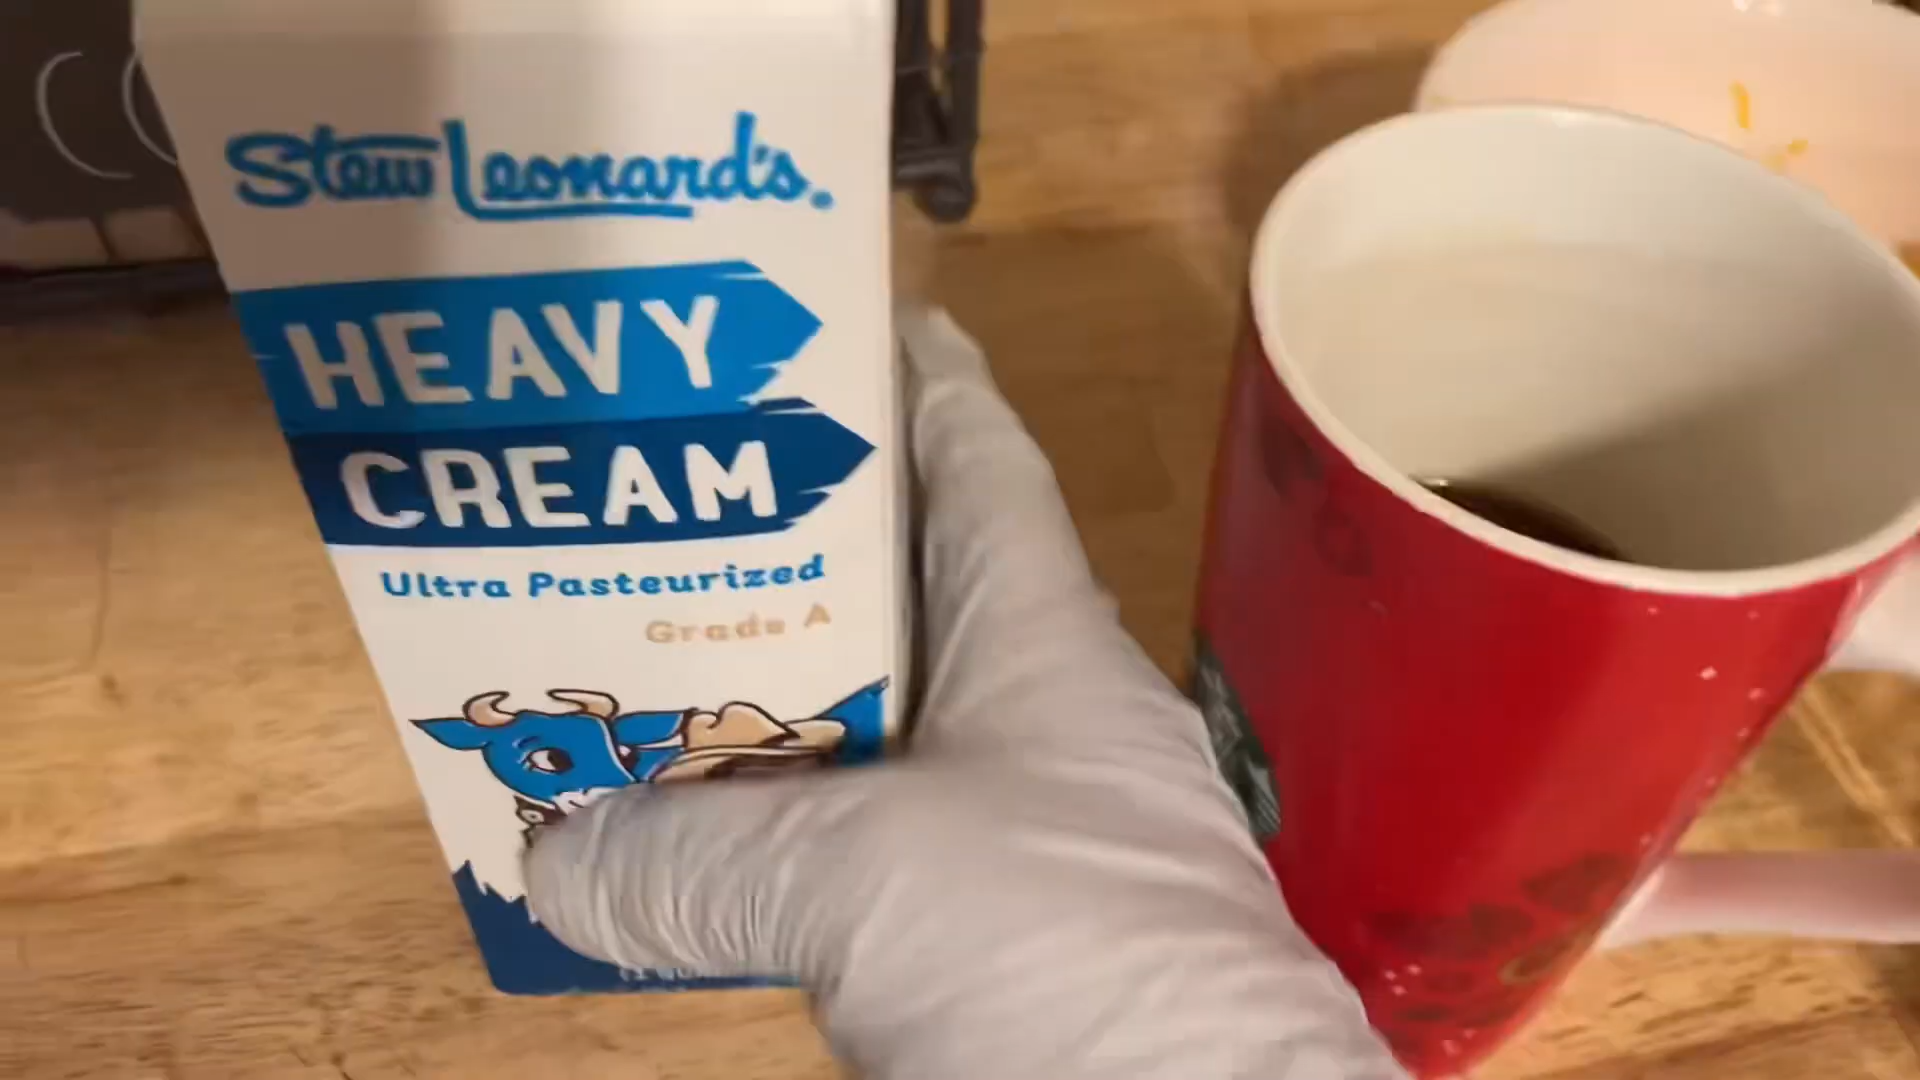 Stew Leonard's.
HEAVY
CREAM
Ultra Pasteurized
Grade A